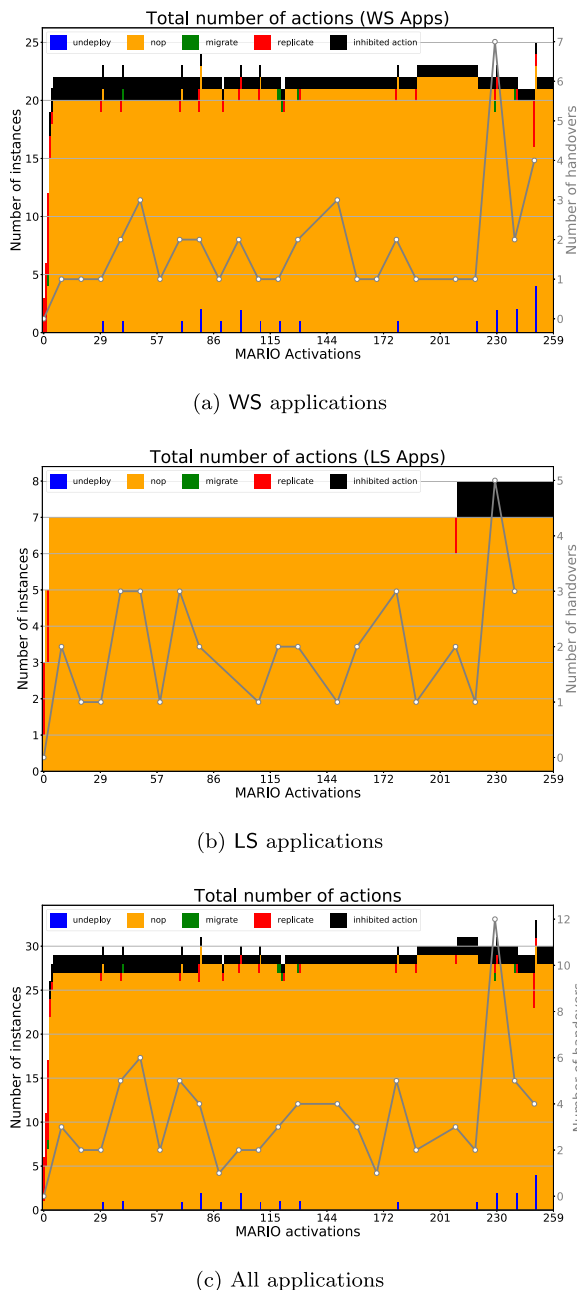 Total number of actions (WS Apps)
undeploy nop migrate replicate inhibited action
Number of instances
0 5 10 15 20 25
Number of handovers
0 1 2 3 4 5 6 7
0 29 57 86 115 144 172 201 230 259
MARIO Activations
(a) WS applications
Total number of actions (LS Apps)
undeploy nop migrate replicate inhibited action
Number of instances
0 1 2 3 4 5 6 7 8
Number of handovers
0 1 2 3 4 5
0 29 57 86 115 144 172 201 230 259
MARIO Activations
(b) LS applications
Total number of actions
undeploy nop migrate replicate inhibited action
Number of instances
0 5 10 15 20 25 30
Number of handovers
0 2 4 6 8 10 12
0 29 57 86 115 144 172 201 230 259
MARIO activations
(c) All applications